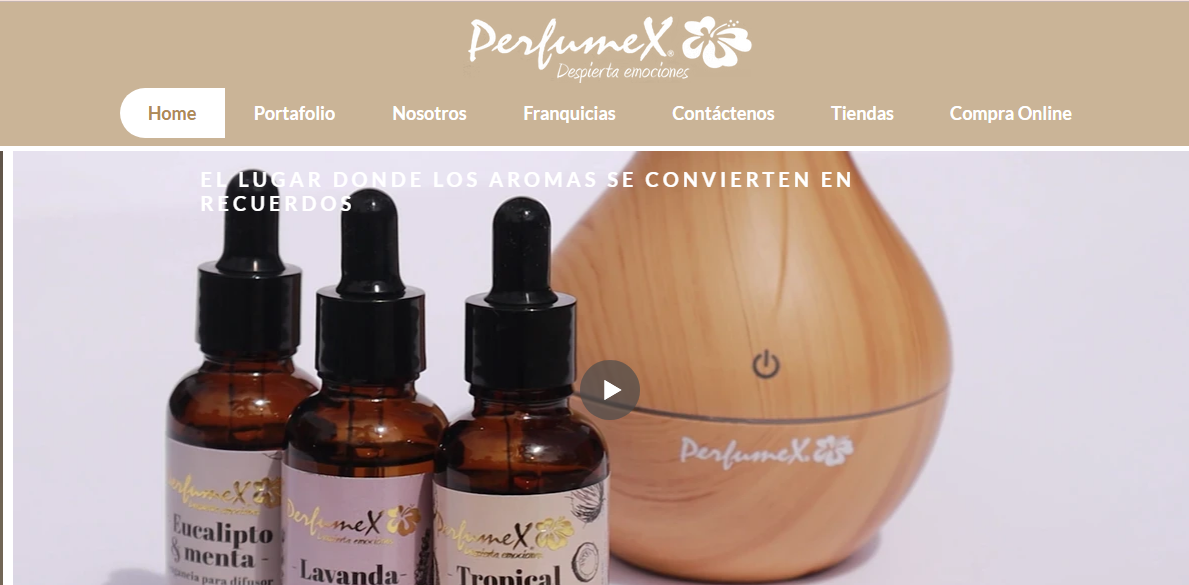 PerfumeX®
Despierta emociones
Home Portafolio Nosotros Franquicias Contáctenos Tiendas Compra Online
EL LUGAR DONDE LOS AROMAS SE CONVIERTEN EN
RECUERDOS
PerfumeX
PerfumeX
Despierta emociones
Eucalipto
& menta -
para difusor
PerfumeX
Despierta emociones
- Lavanda -
PerfumeX
Despierta emociones
- Tropical